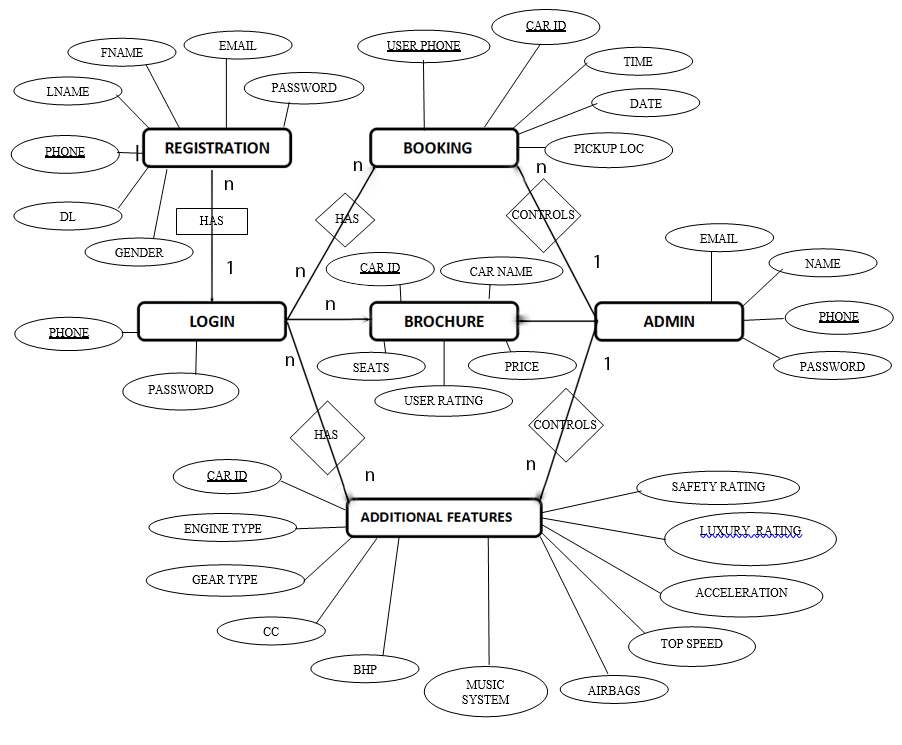 FNAME
EMAIL
LNAME
PASSWORD
PHONE
REGISTRATION
DL
GENDER
n
HAS
1
USER PHONE
CAR ID
TIME
DATE
BOOKING
PICKUP LOC
n
n
HAS
CONTROLS
n
1
PHONE
LOGIN
PASSWORD
n
n
CAR ID
CAR NAME
BROCHURE
SEATS
PRICE
USER RATING
EMAIL
NAME
ADMIN
PHONE
PASSWORD
1
HAS
CONTROLS
n
n
CAR ID
ENGINE TYPE
ADDITIONAL FEATURES
SAFETY RATING
LUXURY RATING
GEAR TYPE
ACCELERATION
CC
TOP SPEED
BHP
MUSIC
SYSTEM
AIRBAGS